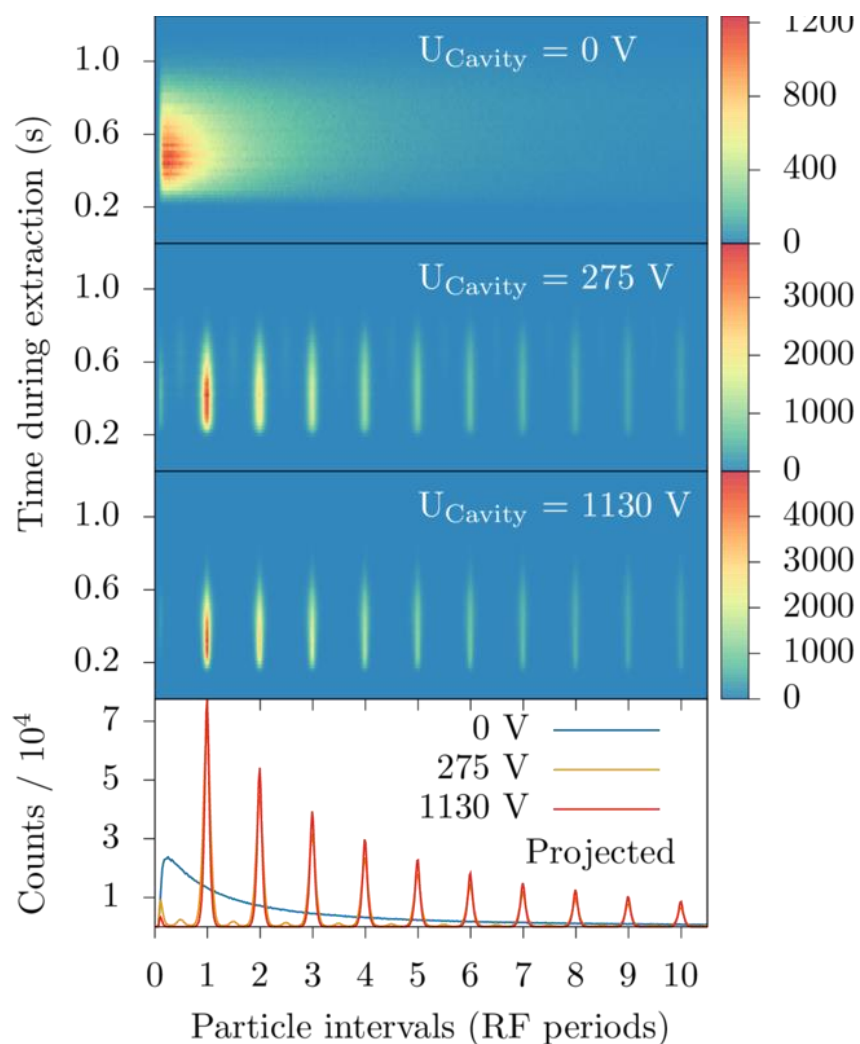 U_Cavity = 0 V
1.0
0.6
0.2
1200
800
400
0
Time during extraction (s)
U_Cavity = 275 V
1.0
0.6
0.2
3000
2000
1000
0
U_Cavity = 1130 V
1.0
0.6
0.2
4000
3000
2000
1000
0
Counts / 10^4
7
5
3
1
0 V
275 V
1130 V
Projected
0 1 2 3 4 5 6 7 8 9 10
Particle intervals (RF periods)